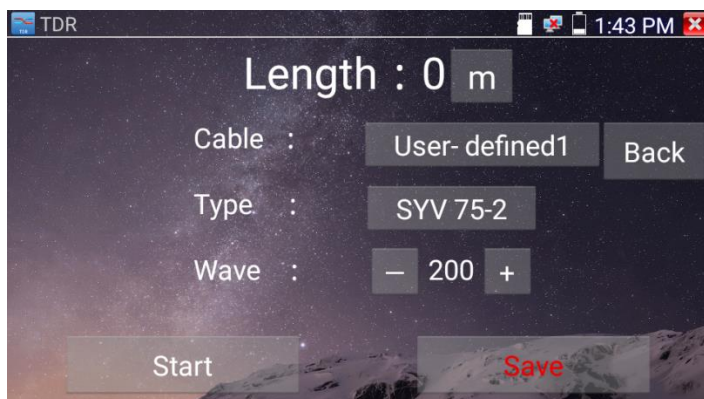 TDR 1:43 PM
Length : 0 m
Cable : User- defined1 Back
Type : SYV 75-2
Wave : — 200 +
Start Save